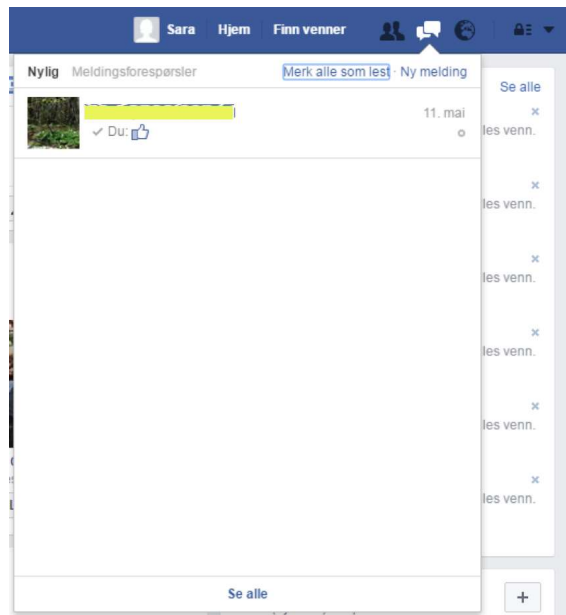 Sara Hjem Finn venner
Nylig Meldingsforespørsler Merk alle som lest · Ny melding
Se alle
11. mai
✓ Du:
les venn.
les venn.
les venn.
les venn.
les venn.
les venn.
Se alle